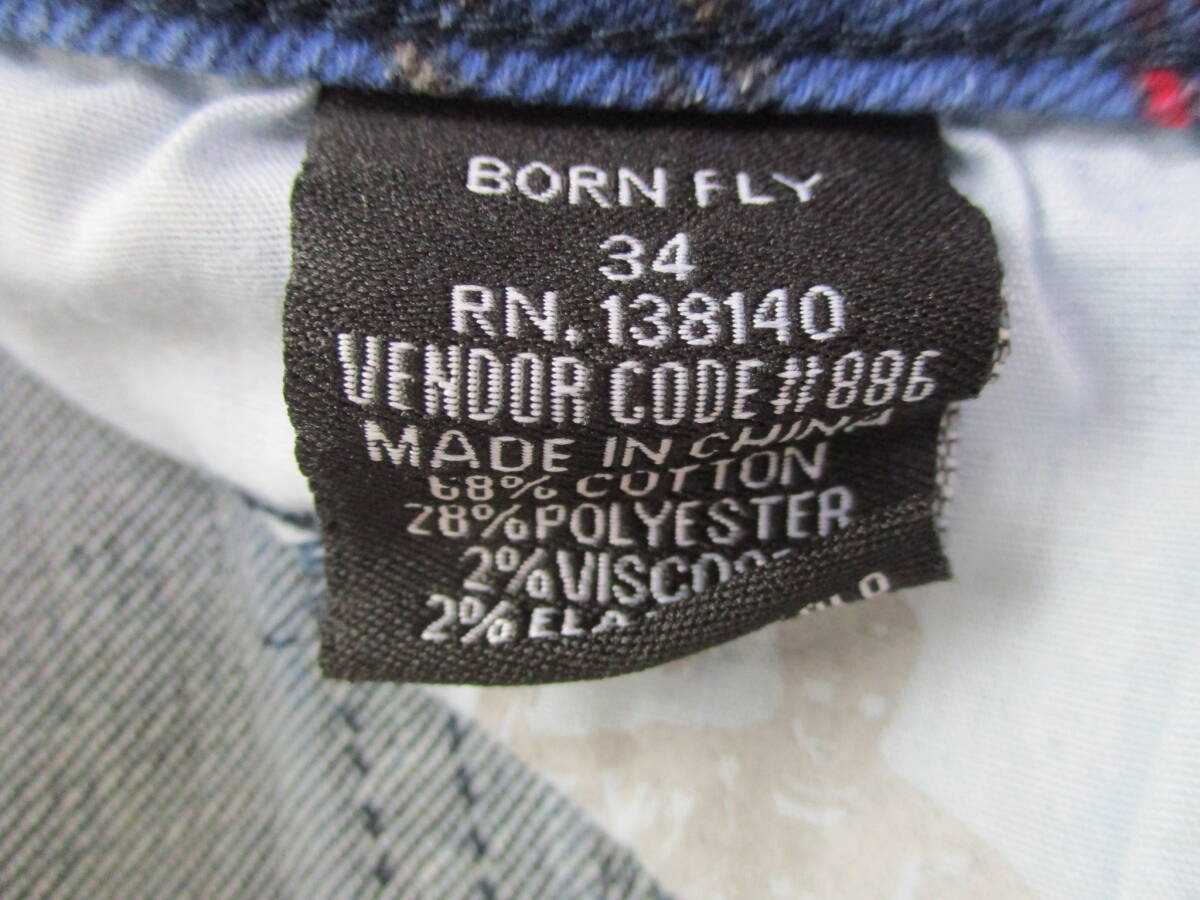 BORN FLY
34
RN. 138140
VENDOR CODE#886
MADE IN CHINA
68% COTTON
28%POLYESTER
2%
2%